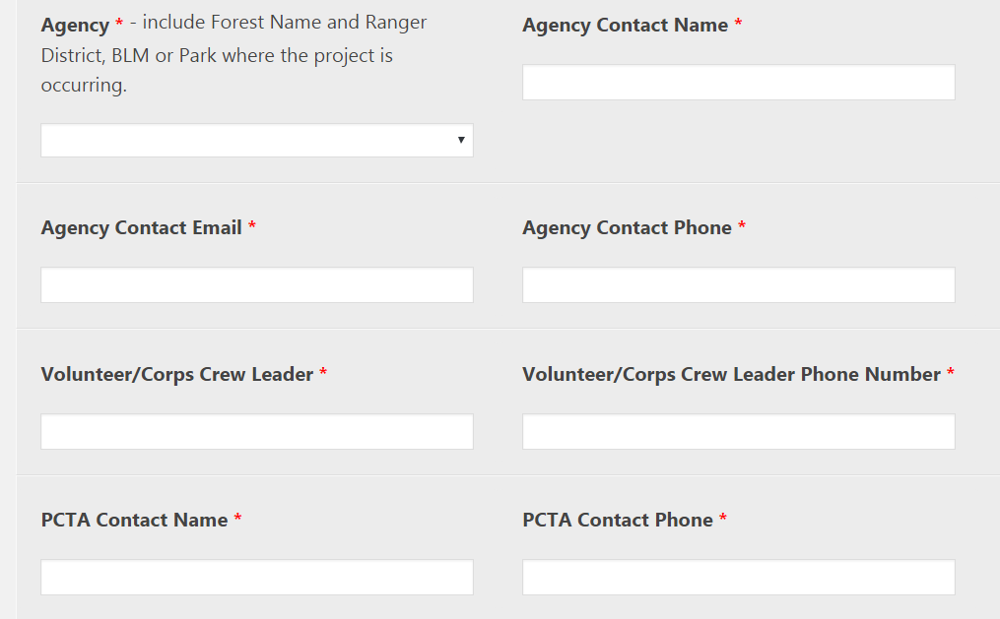 Agency * - include Forest Name and Ranger
District, BLM or Park where the project is
occurring.
Agency Contact Name *
Agency Contact Email *
Agency Contact Phone *
Volunteer/Corps Crew Leader *
Volunteer/Corps Crew Leader Phone Number *
PCTA Contact Name *
PCTA Contact Phone *